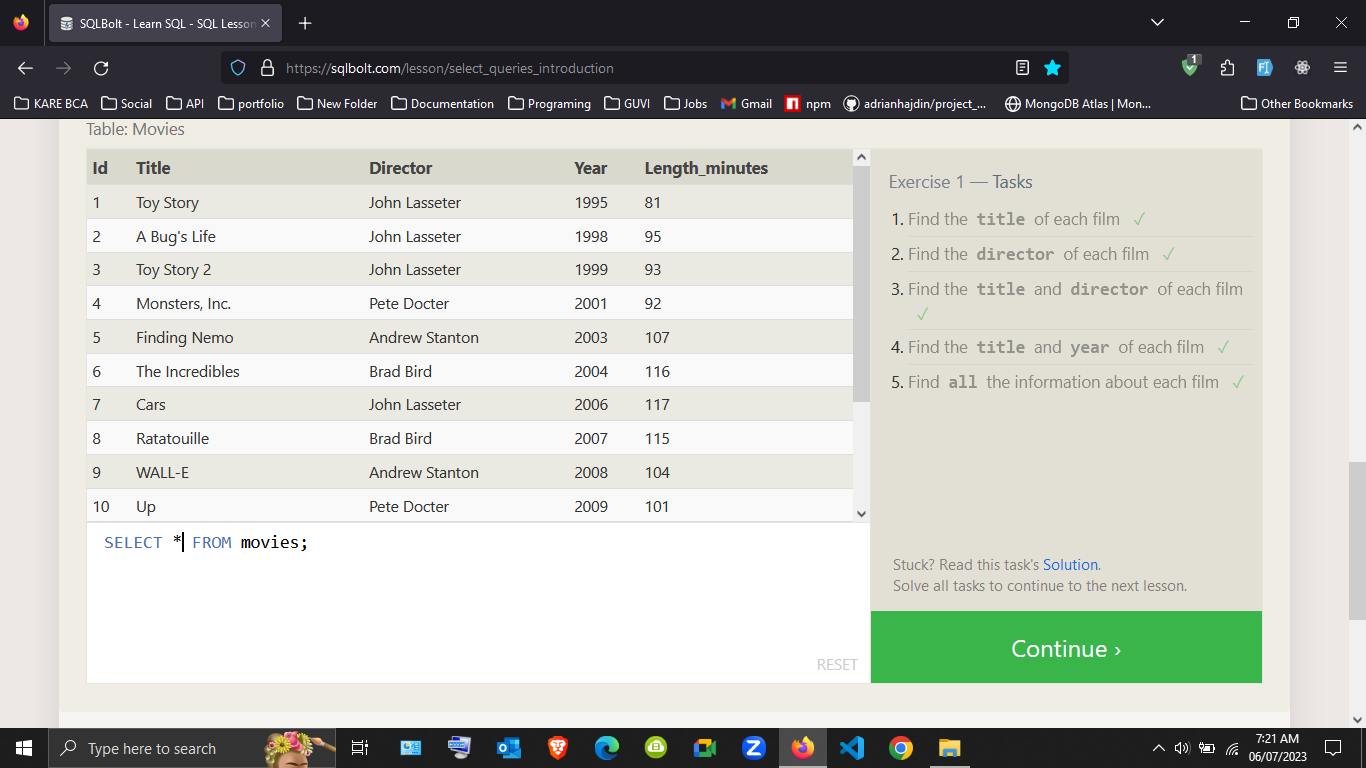 SQLBolt - Learn SQL - SQL Lesson
https://sqlbolt.com/lesson/select_queries_introduction
1
KARE BCA Social API portfolio New Folder Documentation Programing GUVI Jobs Gmail npm adrianhajdin/project_... MongoDB Atlas | Mon... Other Bookmarks
Table: Movies
Id Title Director Year Length_minutes
1 Toy Story John Lasseter 1995 81
2 A Bug's Life John Lasseter 1998 95
3 Toy Story 2 John Lasseter 1999 93
4 Monsters, Inc. Pete Docter 2001 92
5 Finding Nemo Andrew Stanton 2003 107
6 The Incredibles Brad Bird 2004 116
7 Cars John Lasseter 2006 117
8 Ratatouille Brad Bird 2007 115
9 WALL-E Andrew Stanton 2008 104
10 Up Pete Docter 2009 101
SELECT * FROM movies;
RESET
Exercise 1 — Tasks
1. Find the title of each film ✓
2. Find the director of each film ✓
3. Find the title and director of each film
✓
4. Find the title and year of each film ✓
5. Find all the information about each film ✓
Stuck? Read this task's Solution.
Solve all tasks to continue to the next lesson.
Continue ›
Type here to search
7:21 AM
06/07/2023